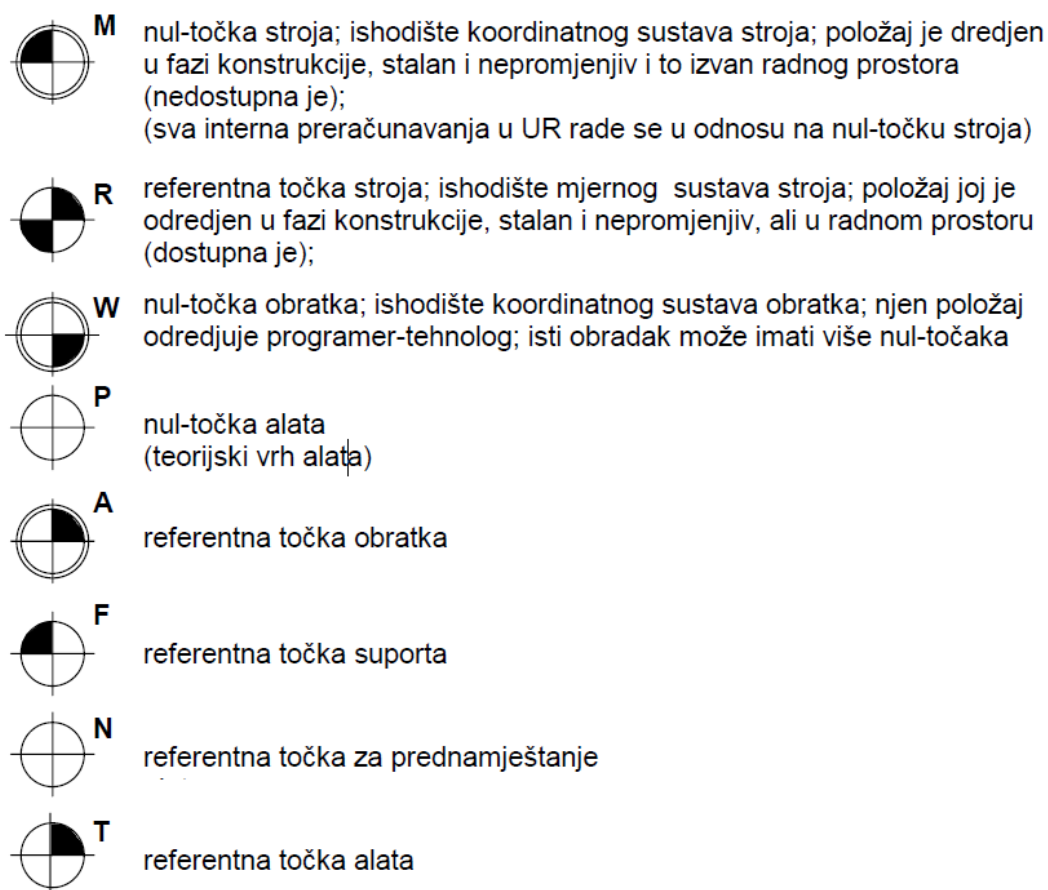 M
nul-točka stroja; ishodište koordinatnog sustava stroja; položaj je dredjen
u fazi konstrukcije, stalan i nepromjenjiv i to izvan radnog prostora
(nedostupna je);
(sva interna preračunavanja u UR rade se u odnosu na nul-točku stroja)
R
referentna točka stroja; ishodište mjernog sustava stroja; položaj joj je
odredjen u fazi konstrukcije, stalan i nepromjenjiv, ali u radnom prostoru
(dostupna je);
W
nul-točka obratka; ishodište koordinatnog sustava obratka; njen položaj
odredjuje programer-tehnolog; isti obradak može imati više nul-točaka
P
nul-točka alata
(teorijski vrh alata)
A
referentna točka obratka
F
referentna točka suporta
N
referentna točka za prednamještanje
T
referentna točka alata